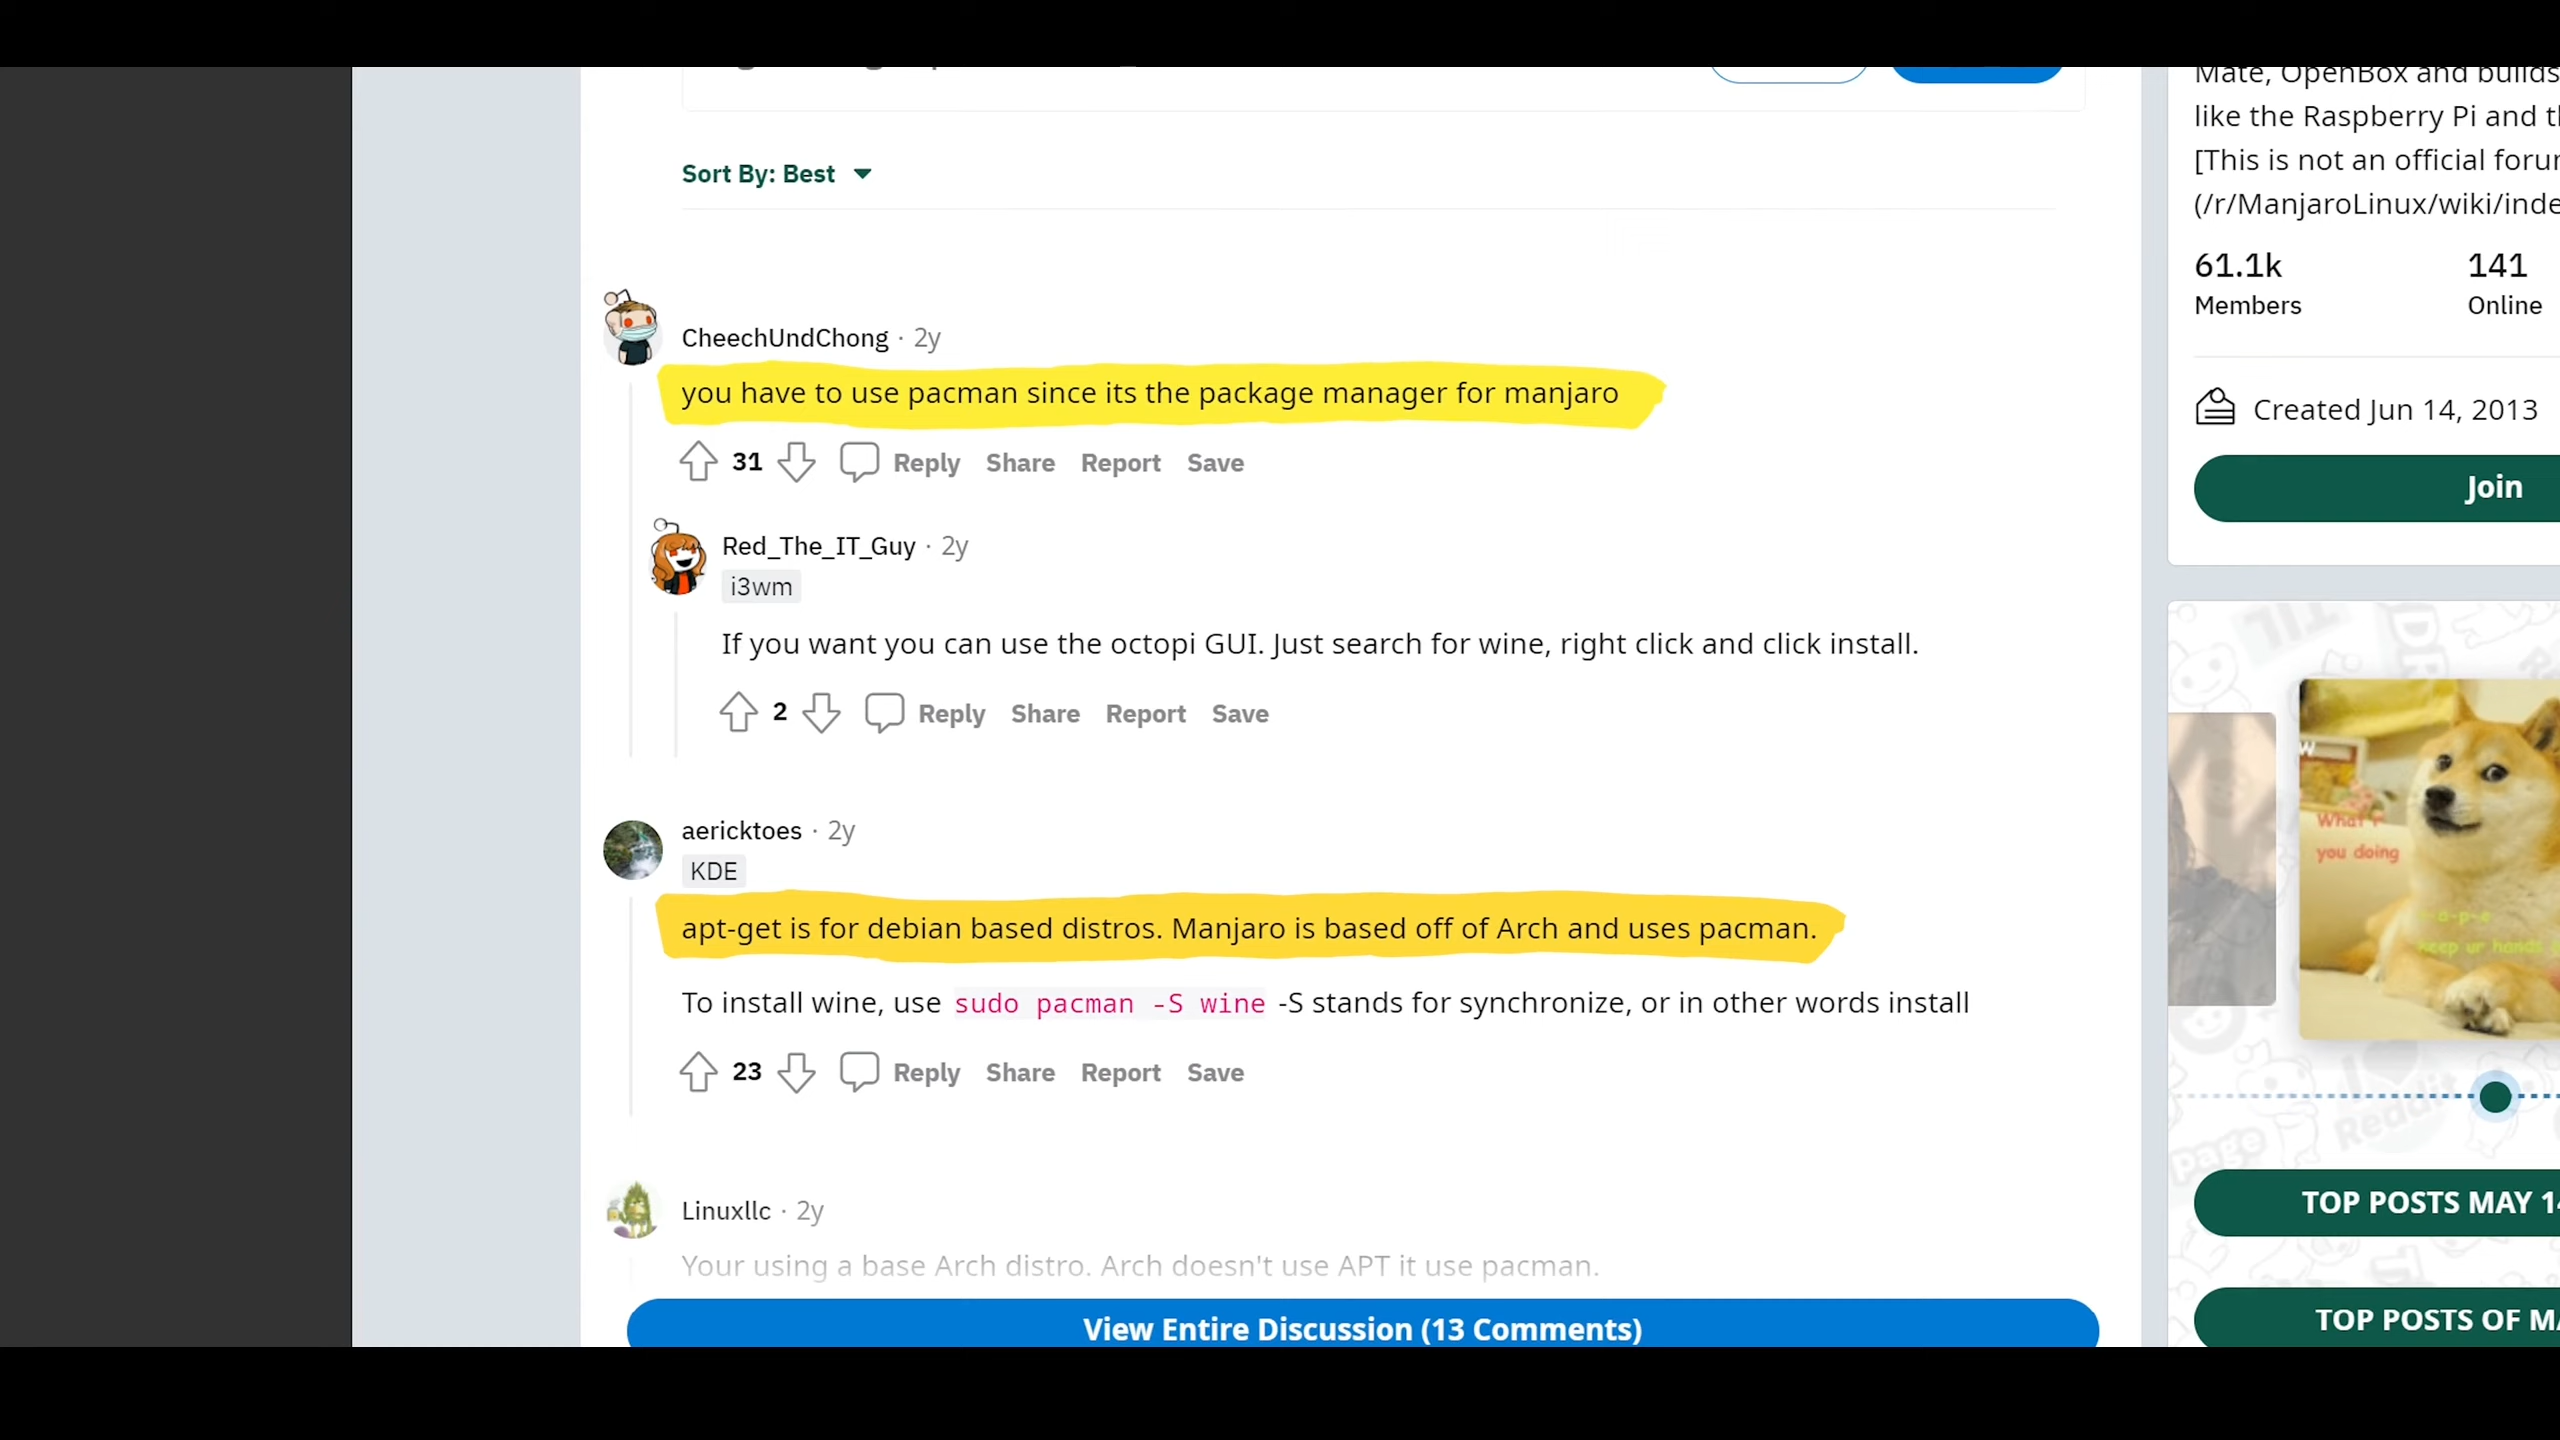 Sort By: Best
CheechUndChong · 2y
you have to use pacman since its the package manager for manjaro
31 Reply Share Report Save
Red_The_IT_Guy · 2y
i3wm
If you want you can use the octopi GUI. Just search for wine, right click and click install.
2 Reply Share Report Save
aericktoes · 2y
KDE
apt-get is for debian based distros. Manjaro is based off of Arch and uses pacman.
To install wine, use sudo pacman -S wine -S stands for synchronize, or in other words install
23 Reply Share Report Save
Linuxllc · 2y
Your using a base Arch distro. Arch doesn't use APT it use pacman.
View Entire Discussion (13 Comments)
Mate, OpenBox and builds
like the Raspberry Pi and
[This is not an official
(/r/ManjaroLinux/wiki/
61.1k 141
Members Online
Created Jun 14, 2013
Join
you doing
keep ur hands
Reddit
page
TOP POSTS MAY
TOP POSTS OF